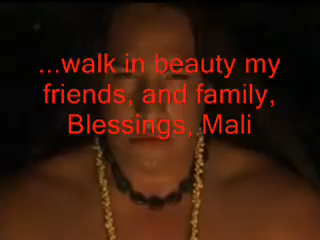 ...walk in beauty my
friends, and family,
Blessings, Mali